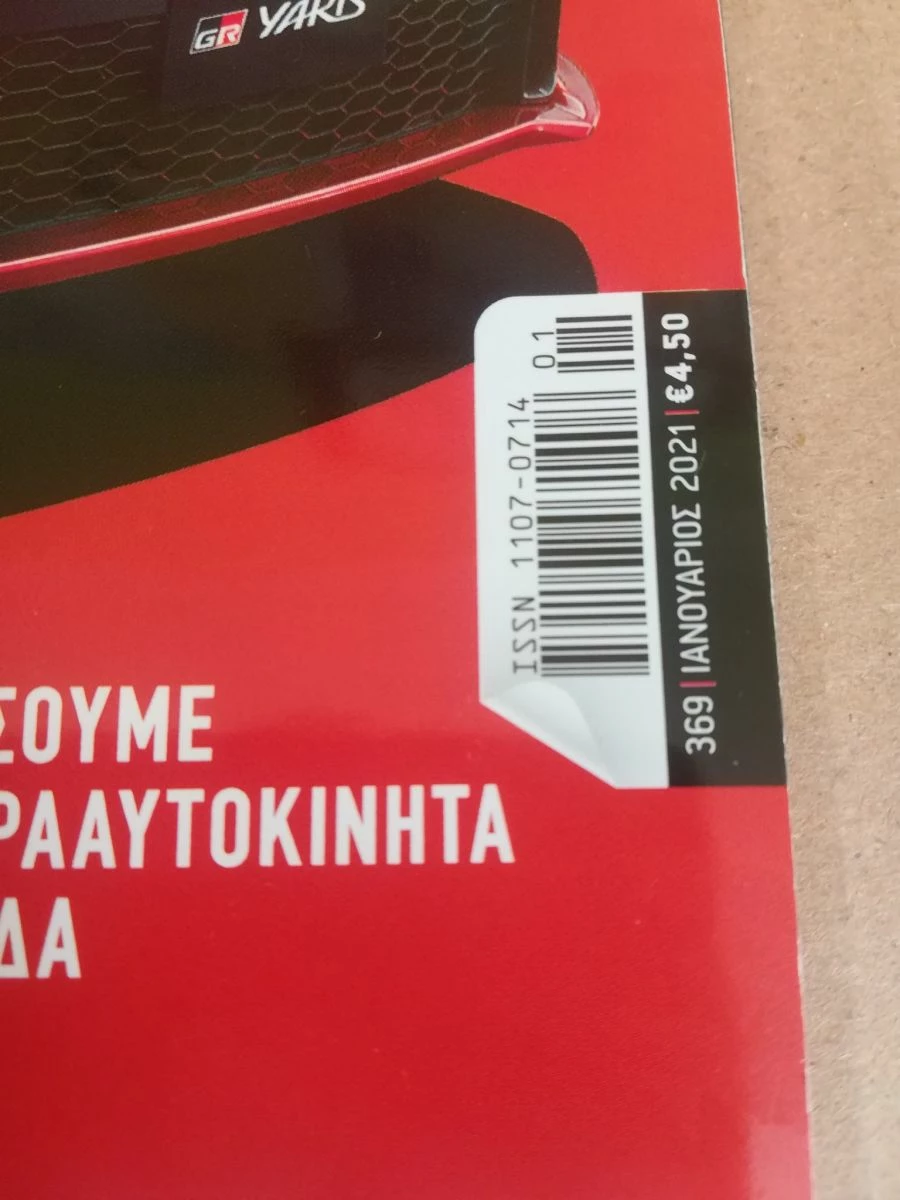 GR YARIS
01
ISSN 1107-0714
369 | ΙΑΝΟΥΑΡΙΟΣ 2021 | €4,50
ΣΟΥΜΕ
ΡΑΑΥΤΟΚΙΝΗΤΑ
ΔΑ